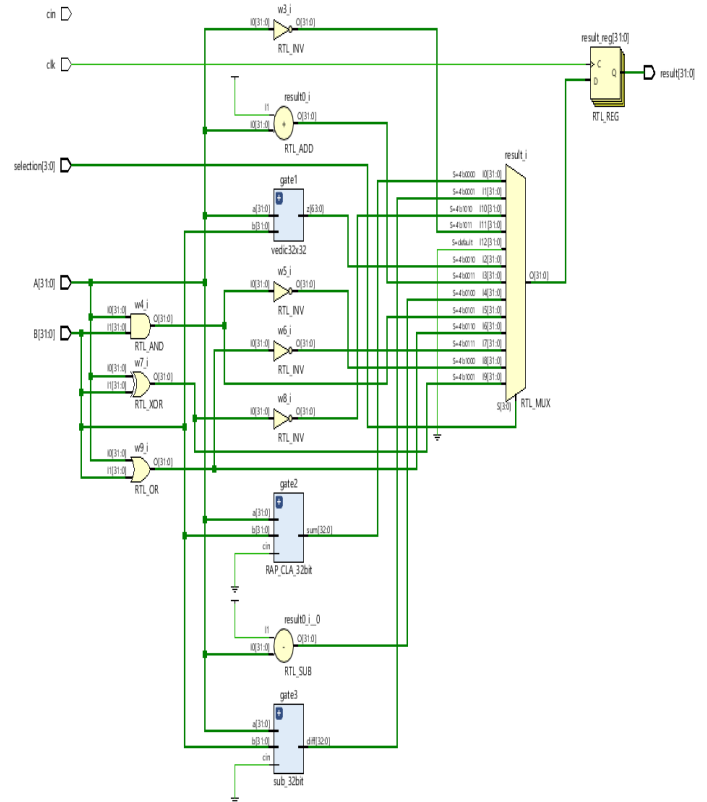 cin
clk
selection[3:0]
A[31:0]
B[31:0]
w3_i
I0[31:0] O[31:0]
RTL_INV
result0_i
I1
I0[31:0] O[31:0]
+
RTL_ADD
gate1
a[31:0] z[63:0]
b[31:0]
vedic32x32
w5_i
I0[31:0] O[31:0]
RTL_INV
w4_i
I0[31:0] O[31:0]
I1[31:0]
RTL_AND
w6_i
I0[31:0] O[31:0]
RTL_INV
w7_i
I0[31:0] O[31:0]
I1[31:0]
RTL_XOR
w8_i
I0[31:0] O[31:0]
RTL_INV
w9_i
I0[31:0] O[31:0]
I1[31:0]
RTL_OR
gate2
a[31:0]
b[31:0] sum[32:0]
cin
RAP_CLA_32bit
result0_i__0
I1
I0[31:0] O[31:0]
-
RTL_SUB
gate3
a[31:0]
b[31:0] diff[32:0]
cin
sub_32bit
result_i
S=4'b0000 I0[31:0]
S=4'b0001 I1[31:0]
S=4'b1010 I10[31:0]
S=4'b1011 I11[31:0]
S=default I12[31:0]
S=4'b0010 I2[31:0]
S=4'b0011 I3[31:0]
S=4'b0100 I4[31:0]
S=4'b0101 I5[31:0]
S=4'b0110 I6[31:0]
S=4'b0111 I7[31:0]
S=4'b1000 I8[31:0]
S=4'b1001 I9[31:0]
O[31:0]
S[3:0]
RTL_MUX
result_reg[31:0]
C
Q
D
RTL_REG
result[31:0]